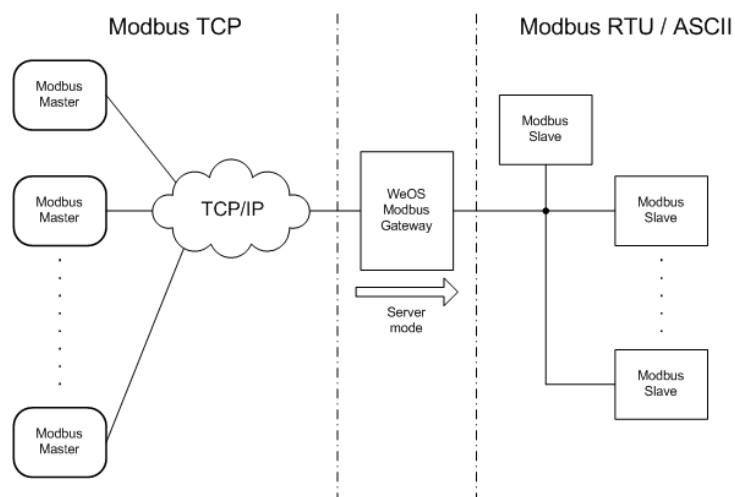 Modbus TCP
Modbus RTU / ASCII
Modbus
Master
Modbus
Master
Modbus
Master
TCP/IP
WeOS
Modbus
Gateway
Server
mode
Modbus
Slave
Modbus
Slave
Modbus
Slave